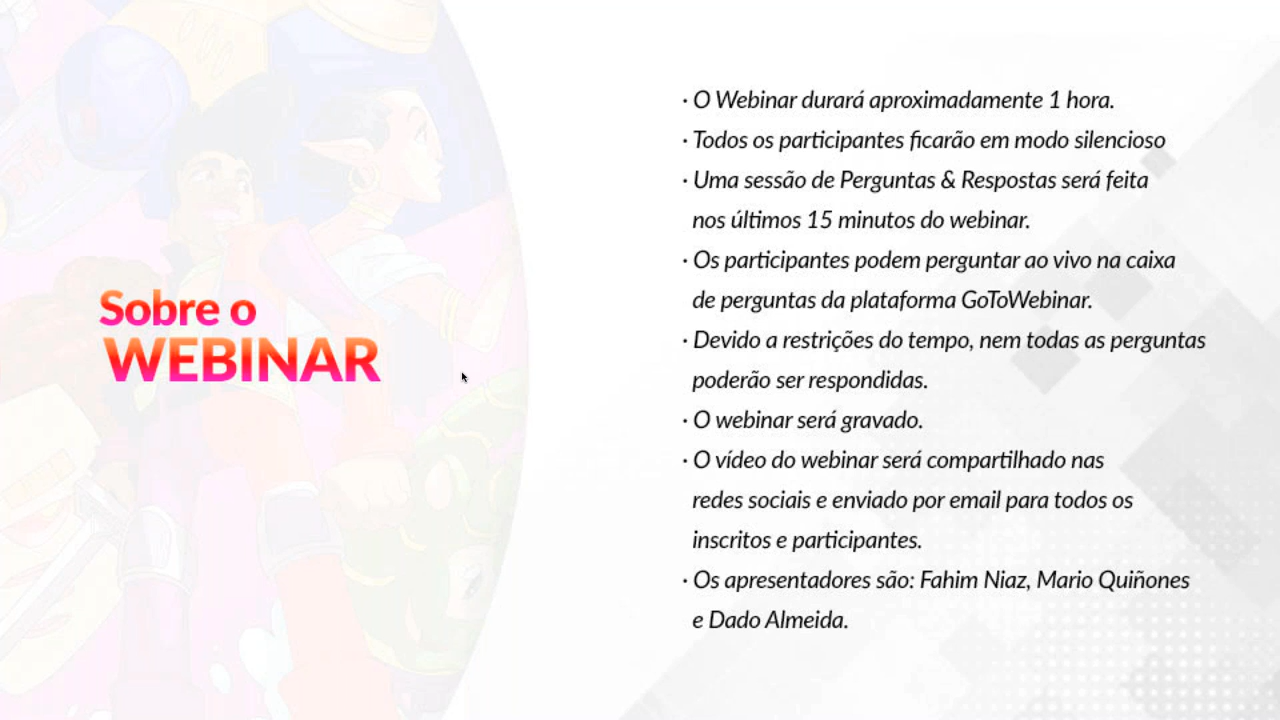 Sobre o
WEBINAR
· O Webinar durará aproximadamente 1 hora.
· Todos os participantes ficarão em modo silencioso
· Uma sessão de Perguntas & Respostas será feita
nos últimos 15 minutos do webinar.
· Os participantes podem perguntar ao vivo na caixa
de perguntas da plataforma GoToWebinar.
· Devido a restrições do tempo, nem todas as perguntas
poderão ser respondidas.
· O webinar será gravado.
· O vídeo do webinar será compartilhado nas
redes sociais e enviado por email para todos os
inscritos e participantes.
· Os apresentadores são: Fahim Niaz, Mario Quiñones
e Dado Almeida.